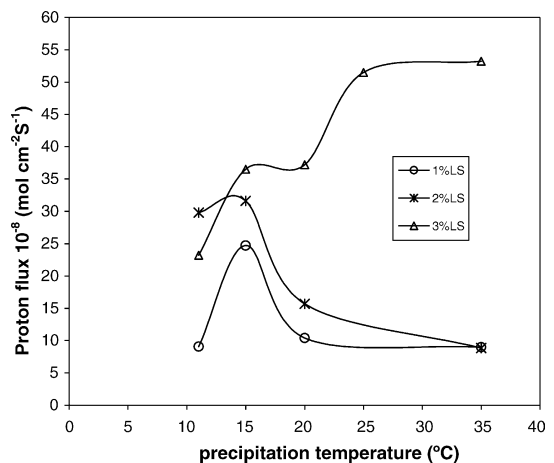 60
55
50
45
40
35
30
25
20
15
10
5
0
Proton flux 10⁻⁸ (mol cm⁻²S⁻¹)
1%LS
2%LS
3%LS
0 5 10 15 20 25 30 35 40
precipitation temperature (ºC)